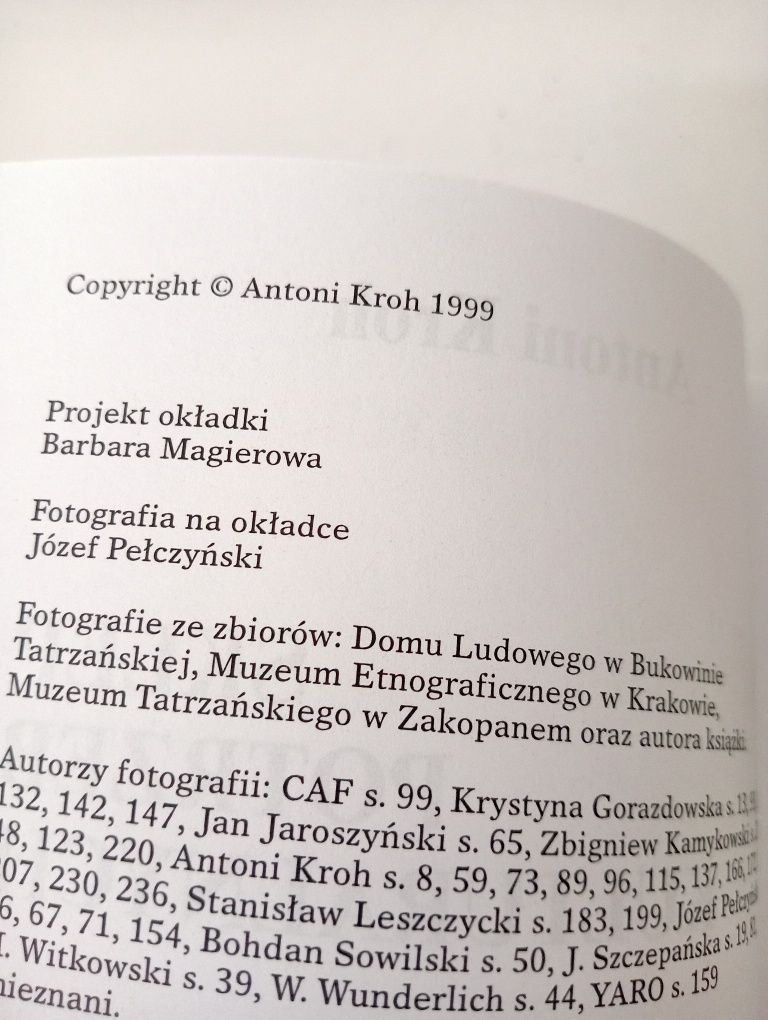 Copyright © Antoni Kroh 1999
Projekt okładki
Barbara Magierowa
Fotografia na okładce
Józef Pełczyński
Fotografie ze zbiorów: Domu Ludowego w Bukowinie
Tatrzańskiej, Muzeum Etnograficznego w Krakowie,
Muzeum Tatrzańskiego w Zakopanem oraz autora książki.
Autorzy fotografii: CAF s. 99, Krystyna Gorazdowska s. 13,
132, 142, 147, Jan Jaroszyński s. 65, Zbigniew Kamykowski
48, 123, 220, Antoni Kroh s. 8, 59, 73, 89, 96, 115, 137, 166,
207, 230, 236, Stanisław Leszczycki s. 183, 199, Józef
67, 71, 154, Bohdan Sowilski s. 50, J. Szczepańska s. 19,
Witkowski s. 39, W. Wunderlich s. 44, YARO s. 159
nieznani.